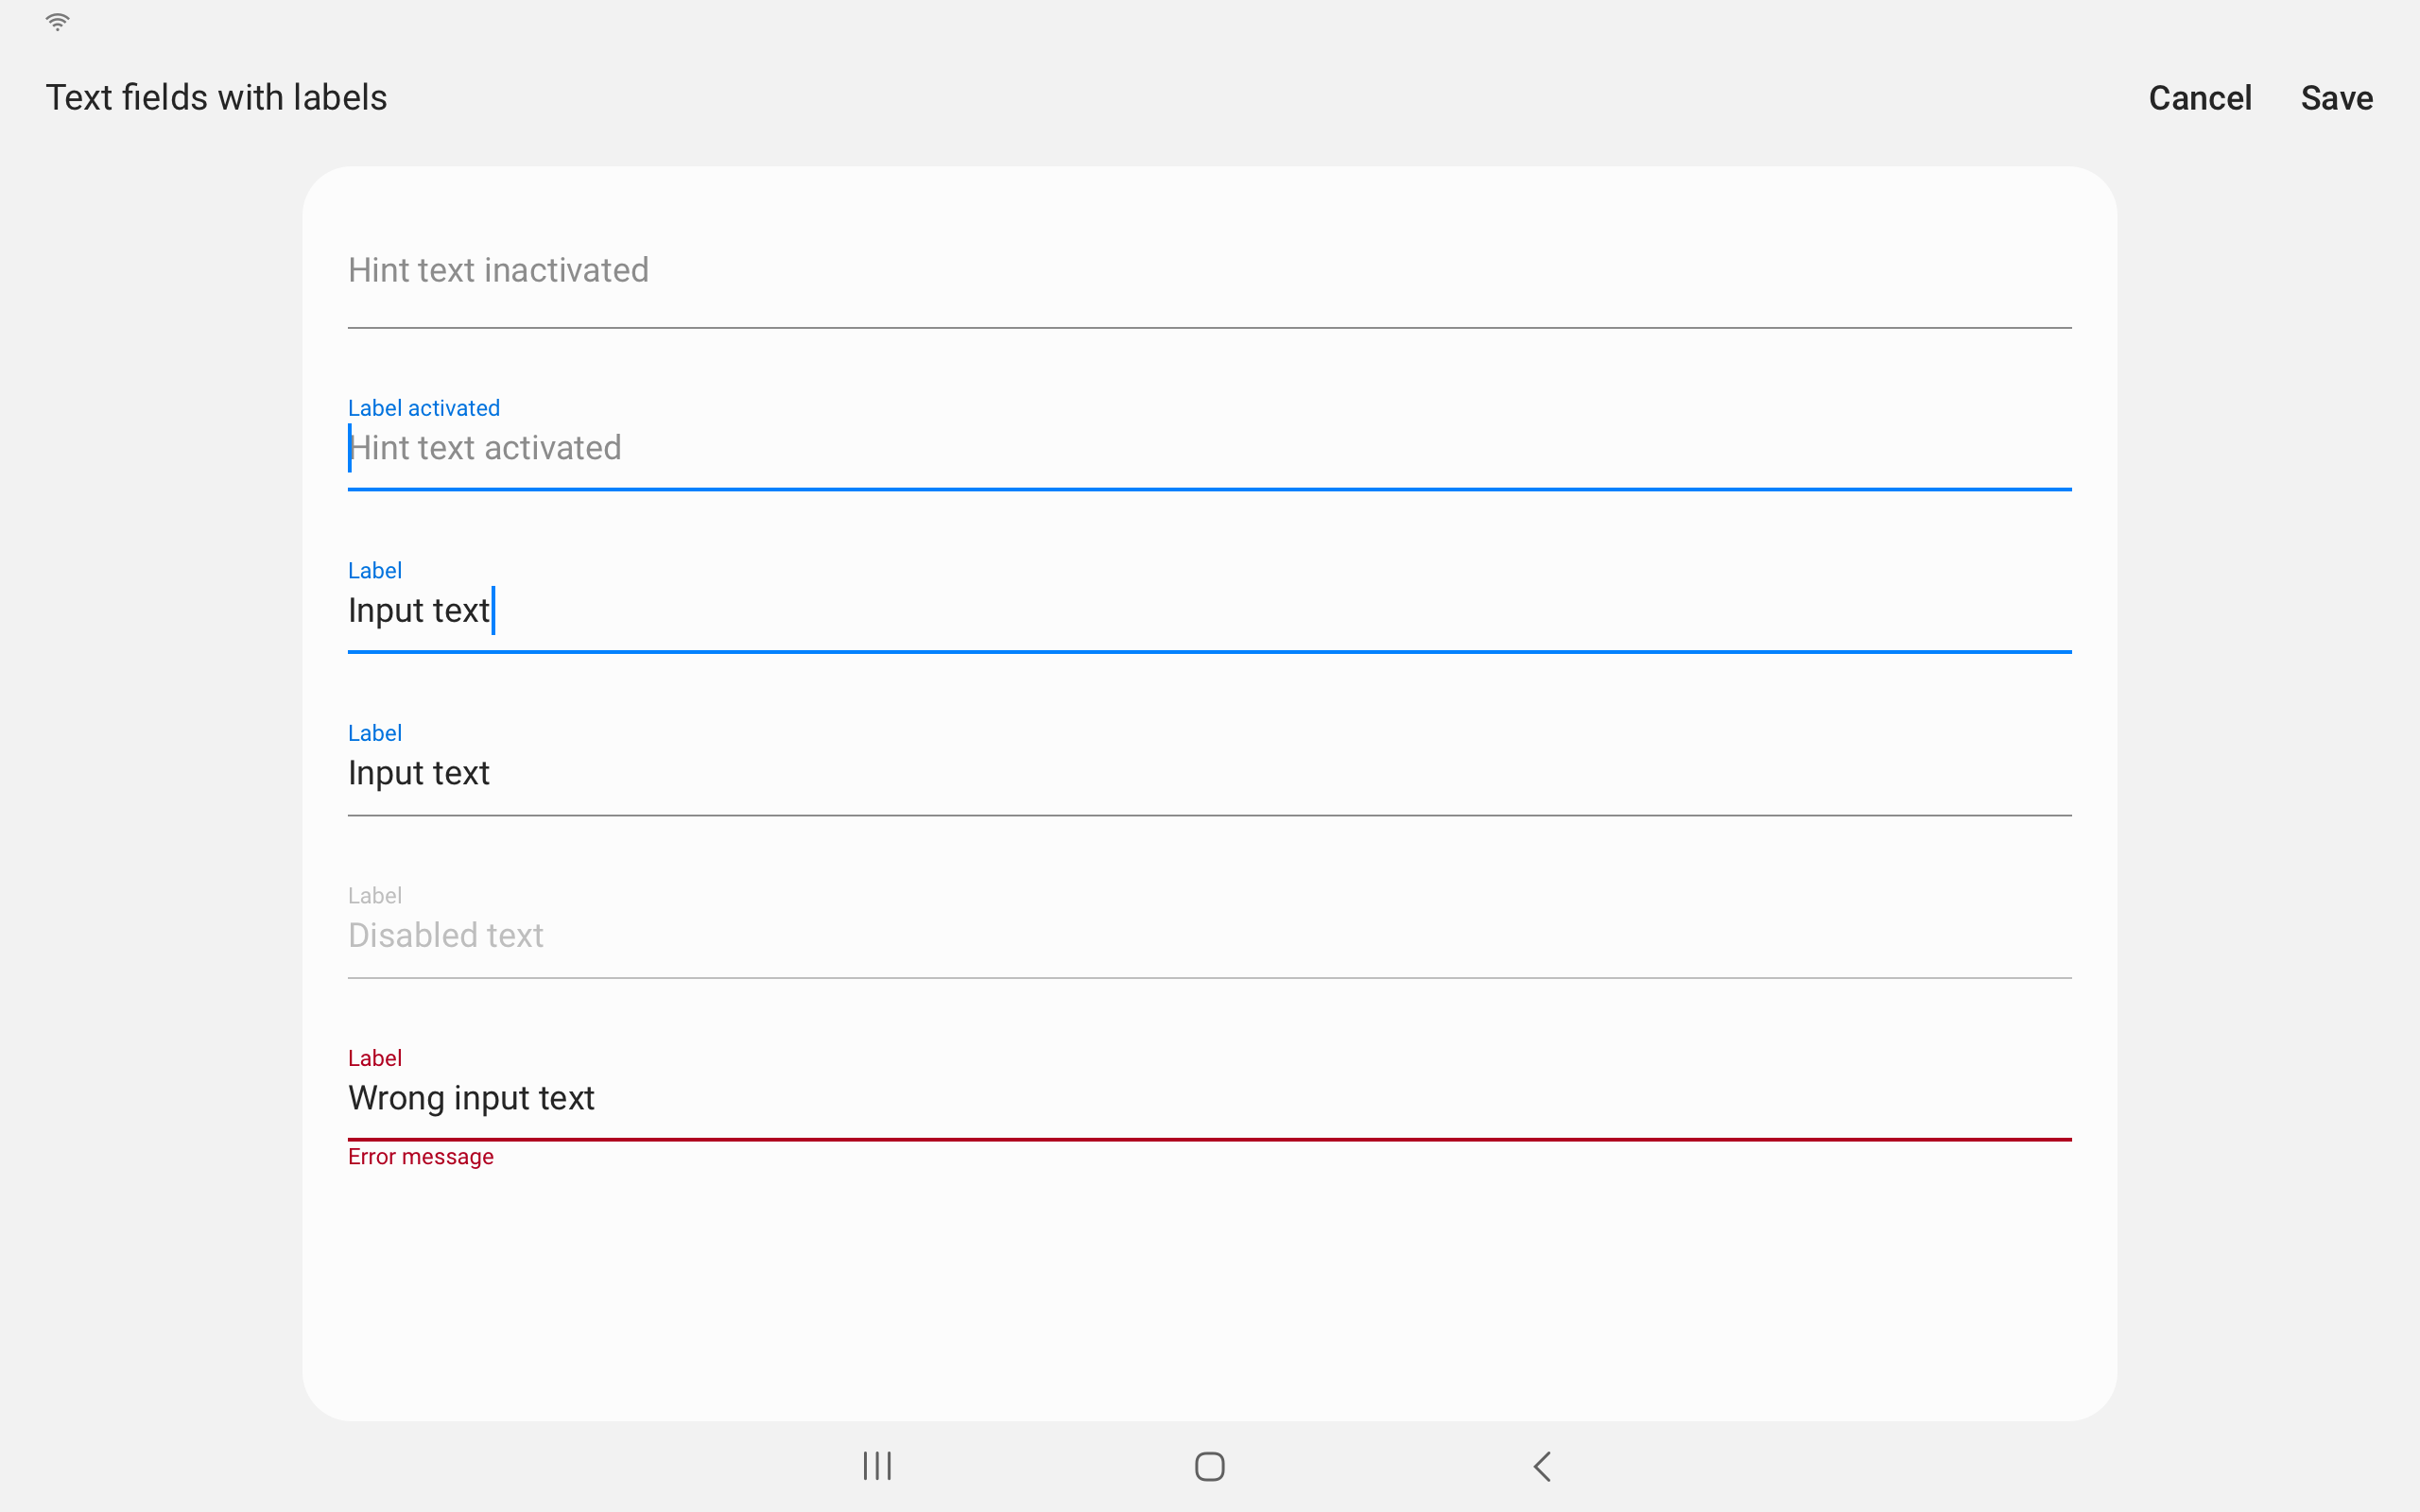 Text fields with labels
Cancel Save
Hint text inactivated
Label activated
Hint text activated
Label
Input text
Label
Input text
Label
Disabled text
Label
Wrong input text
Error message